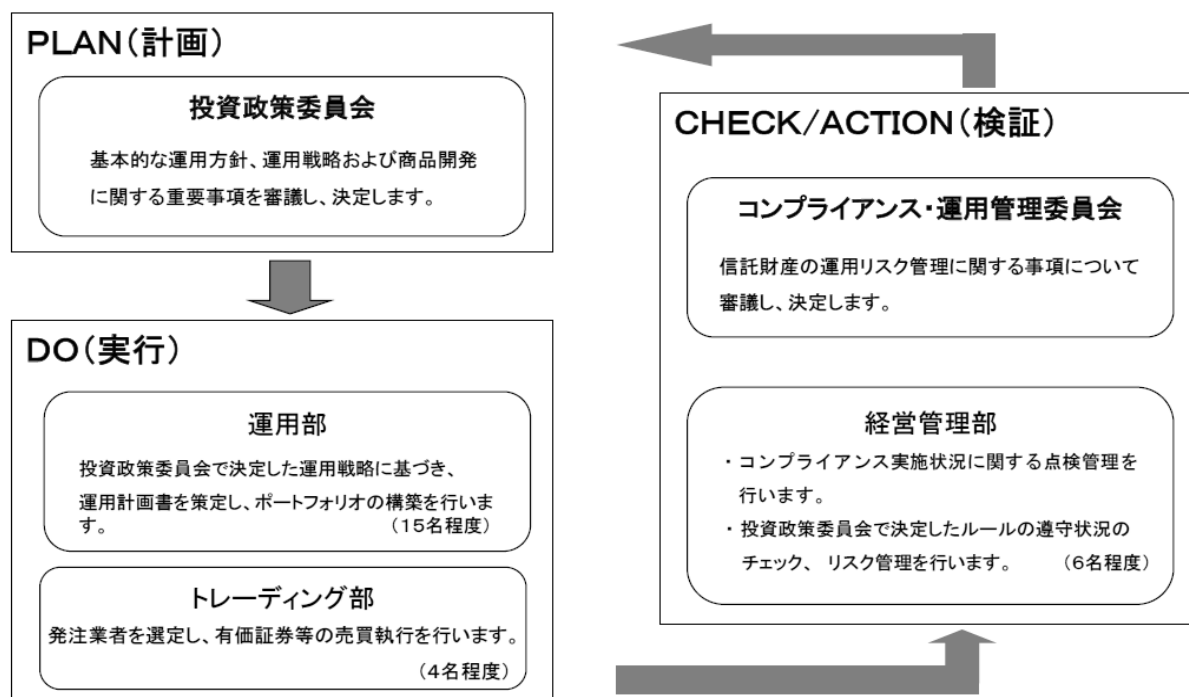 PLAN(計画)
投資政策委員会
基本的な運用方針、運用戦略および商品開発
に関する重要事項を審議し、決定します。
DO(実行)
運用部
投資政策委員会で決定した運用戦略に基づき、
運用計画書を策定し、ポートフォリオの構築を行いま
す。 (15名程度)
トレーディング部
発注業者を選定し、有価証券等の売買執行を行います。
(4名程度)
CHECK/ACTION(検証)
コンプライアンス・運用管理委員会
信託財産の運用リスク管理に関する事項について
審議し、決定します。
経営管理部
・コンプライアンス実施状況に関する点検管理を
行います。
・投資政策委員会で決定したルールの遵守状況の
チェック、 リスク管理を行います。 (6名程度)